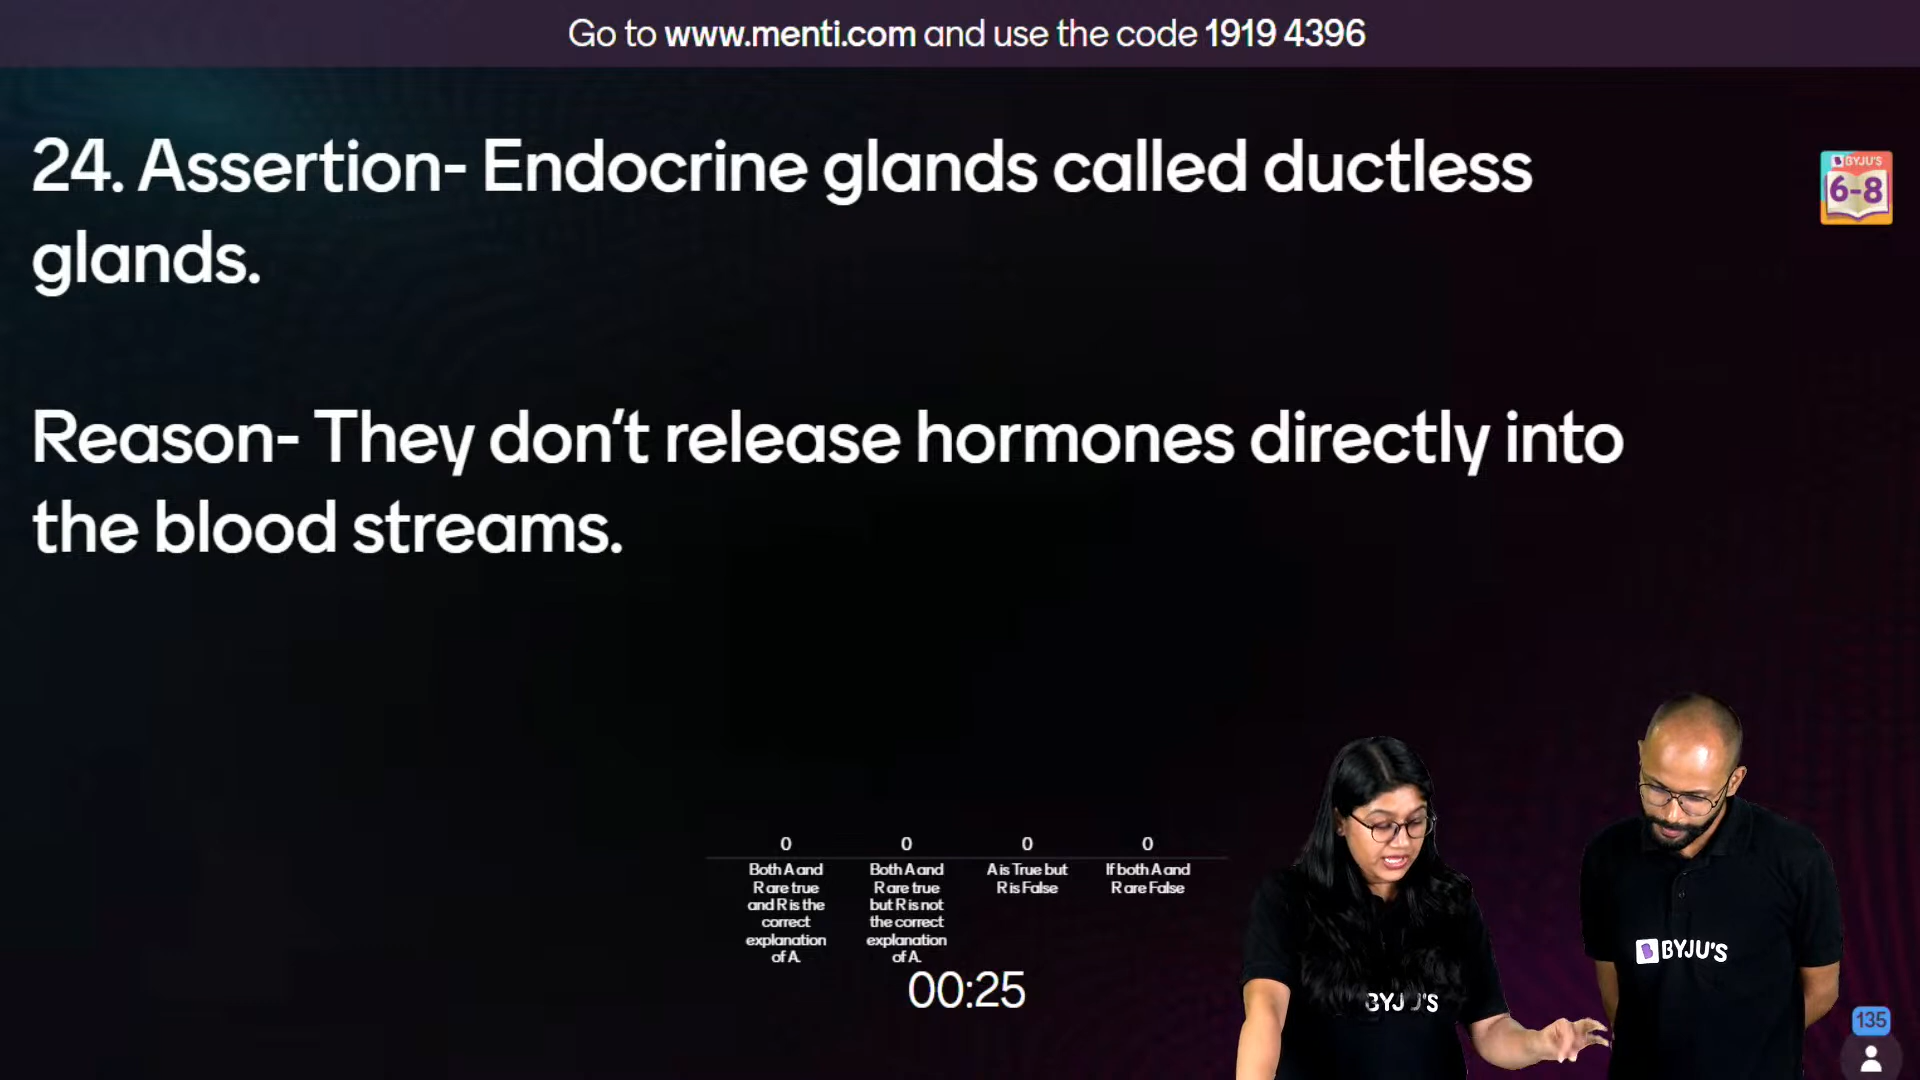 Go to www.menti.com and use the code 1919 4396
24. Assertion- Endocrine glands called ductless
glands.
BYJU'S
6-8
Reason- They don't release hormones directly into
the blood streams.
0
0
0
0
Both A and
R are true
and R is the
correct
explanation
of A.
Both A and
R are true
but R is not
the correct
explanation
of A.
A is True but
R is False
If both A and
R are False
00:25
BYJU'S
BYJU'S
135